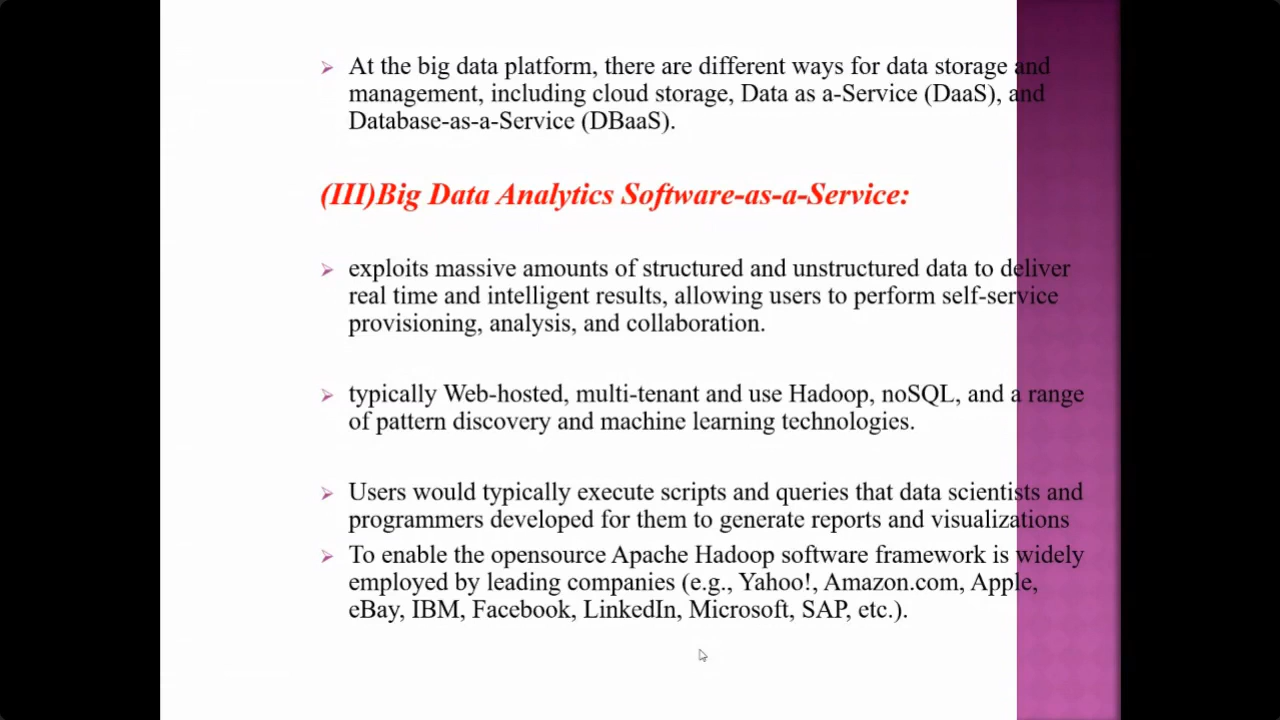 At the big data platform, there are different ways for data storage and
management, including cloud storage, Data as a-Service (DaaS), and
Database-as-a-Service (DBaaS).
(III)Big Data Analytics Software-as-a-Service:
exploits massive amounts of structured and unstructured data to deliver
real time and intelligent results, allowing users to perform self-service
provisioning, analysis, and collaboration.
typically Web-hosted, multi-tenant and use Hadoop, noSQL, and a range
of pattern discovery and machine learning technologies.
Users would typically execute scripts and queries that data scientists and
programmers developed for them to generate reports and visualizations
To enable the opensource Apache Hadoop software framework is widely
employed by leading companies (e.g., Yahoo!, Amazon.com, Apple,
eBay, IBM, Facebook, LinkedIn, Microsoft, SAP, etc.).